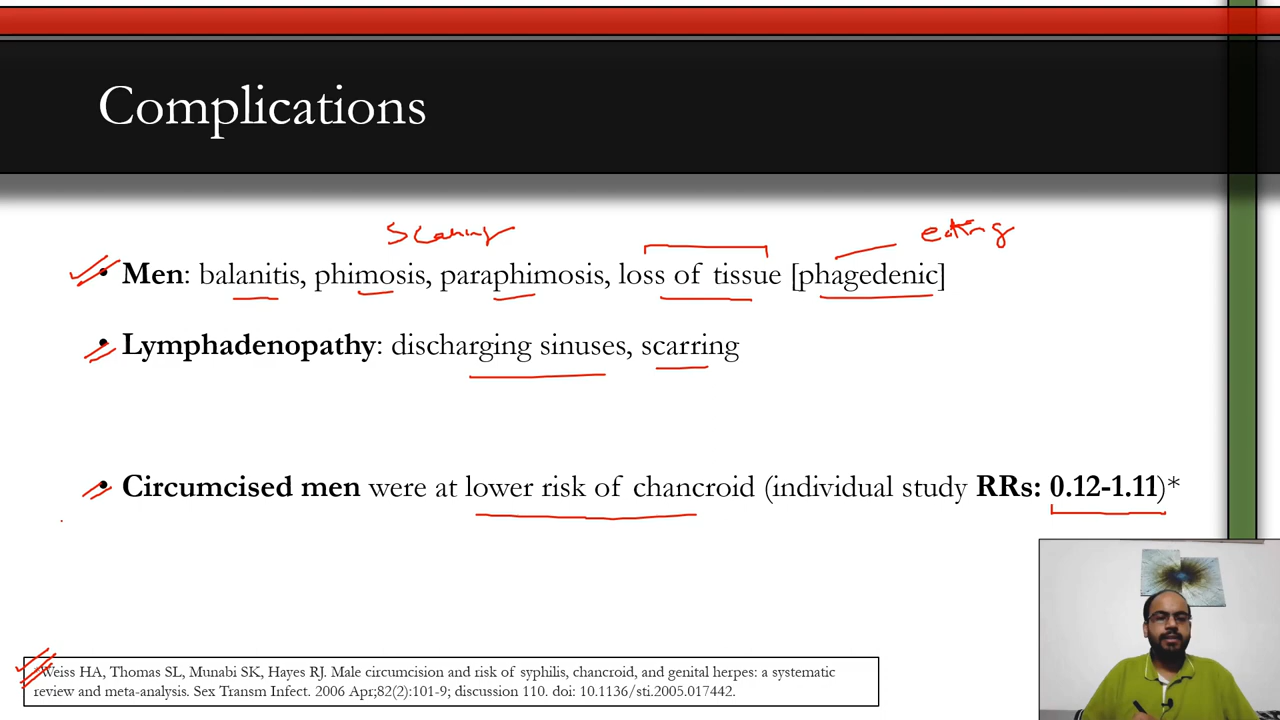 Complications
scarring
eating
• Men: balanitis, phimosis, paraphimosis, loss of tissue [phagedenic]
• Lymphadenopathy: discharging sinuses, scarring
• Circumcised men were at lower risk of chancroid (individual study RRs: 0.12-1.11)*
*Weiss HA, Thomas SL, Munabi SK, Hayes RJ. Male circumcision and risk of syphilis, chancroid, and genital herpes: a systematic
review and meta-analysis. Sex Transm Infect. 2006 Apr;82(2):101-9; discussion 110. doi: 10.1136/sti.2005.017442.